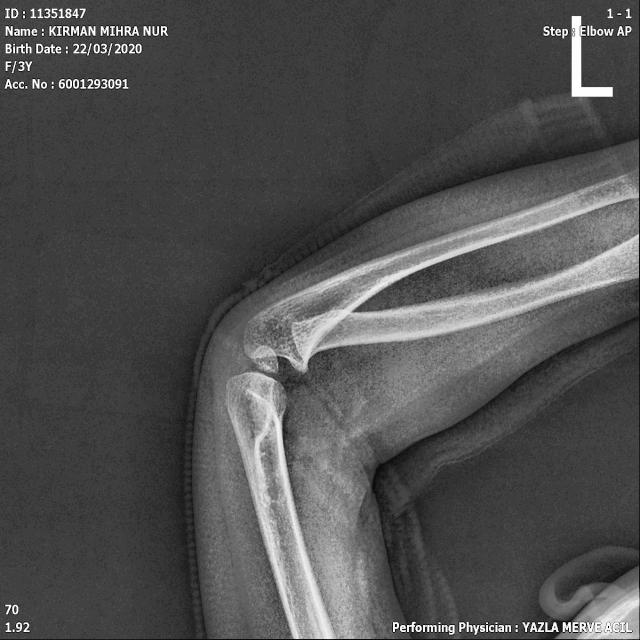 ID : 11351847
Name : KIRMAN MIHRA NUR
Birth Date : 22/03/2020
F/3Y
Acc. No : 6001293091
1 - 1
Step : Elbow AP
L
70
1.92
Performing Physician : YAZLA MERVE ACIL